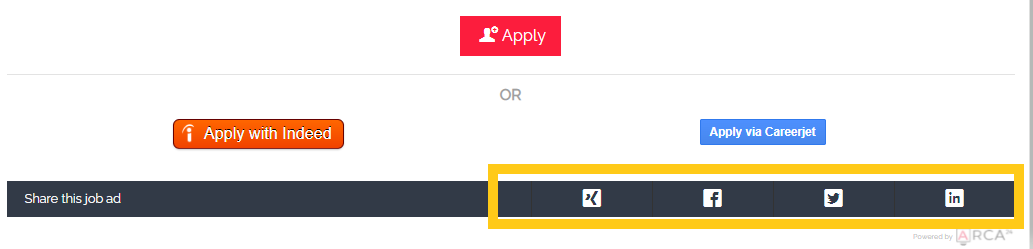 Apply
OR
Apply with Indeed
Apply via Careerjet
Share this job ad
Powered by ARCA